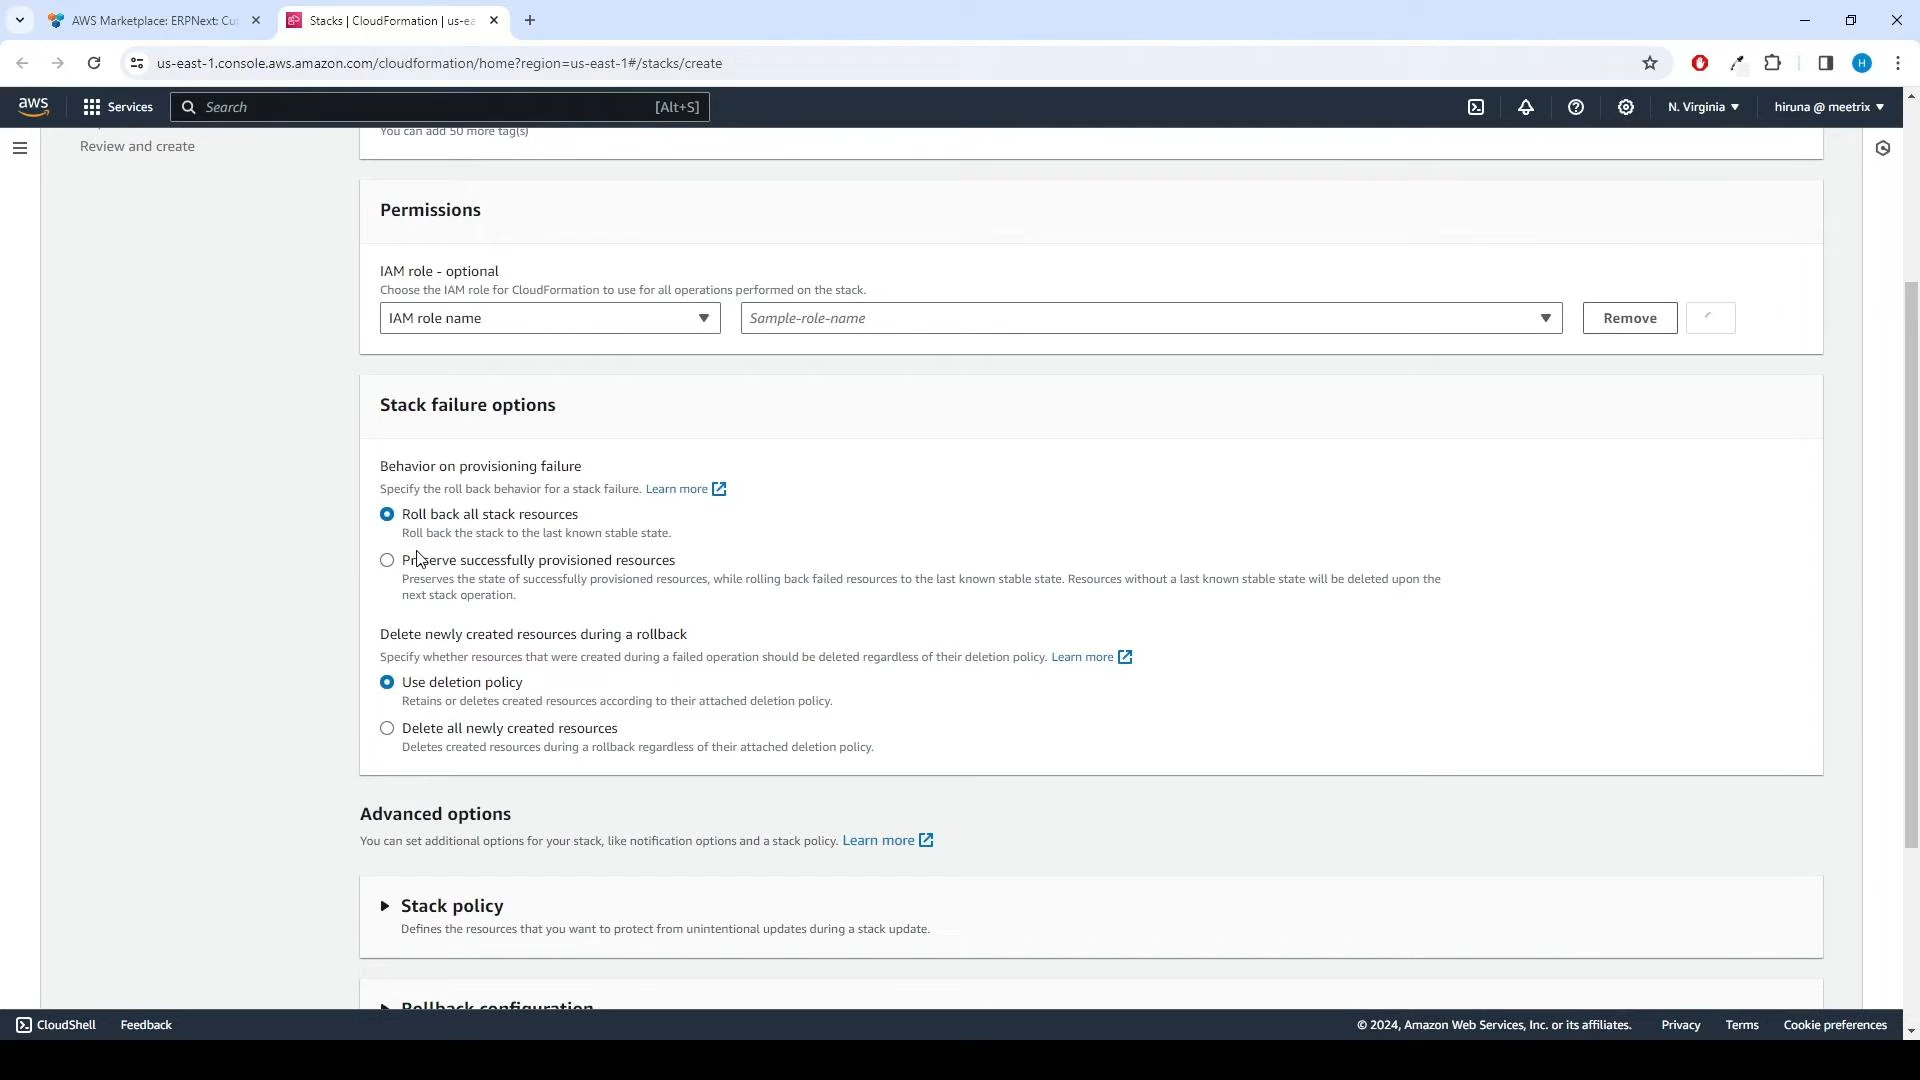 AWS Marketplace: ERPNext: Cu
Stacks | CloudFormation | us-ea
us-east-1.console.aws.amazon.com/cloudformation/home?region=us-east-1#/stacks/create
H
aws
Services
Search
[Alt+S]
N. Virginia
hiruna @ meetrix
You can add 50 more tag(s)
Review and create
Permissions
IAM role - optional
Choose the IAM role for CloudFormation to use for all operations performed on the stack.
IAM role name
Sample-role-name
Remove
Stack failure options
Behavior on provisioning failure
Specify the roll back behavior for a stack failure. Learn more
Roll back all stack resources
Roll back the stack to the last known stable state.
Preserve successfully provisioned resources
Preserves the state of successfully provisioned resources, while rolling back failed resources to the last known stable state. Resources without a last known stable state will be deleted upon the
next stack operation.
Delete newly created resources during a rollback
Specify whether resources that were created during a failed operation should be deleted regardless of their deletion policy. Learn more
Use deletion policy
Retains or deletes created resources according to their attached deletion policy.
Delete all newly created resources
Deletes created resources during a rollback regardless of their attached deletion policy.
Advanced options
You can set additional options for your stack, like notification options and a stack policy. Learn more
Stack policy
Defines the resources that you want to protect from unintentional updates during a stack update.
Rollback configuration
CloudShell
Feedback
© 2024, Amazon Web Services, Inc. or its affiliates.
Privacy
Terms
Cookie preferences